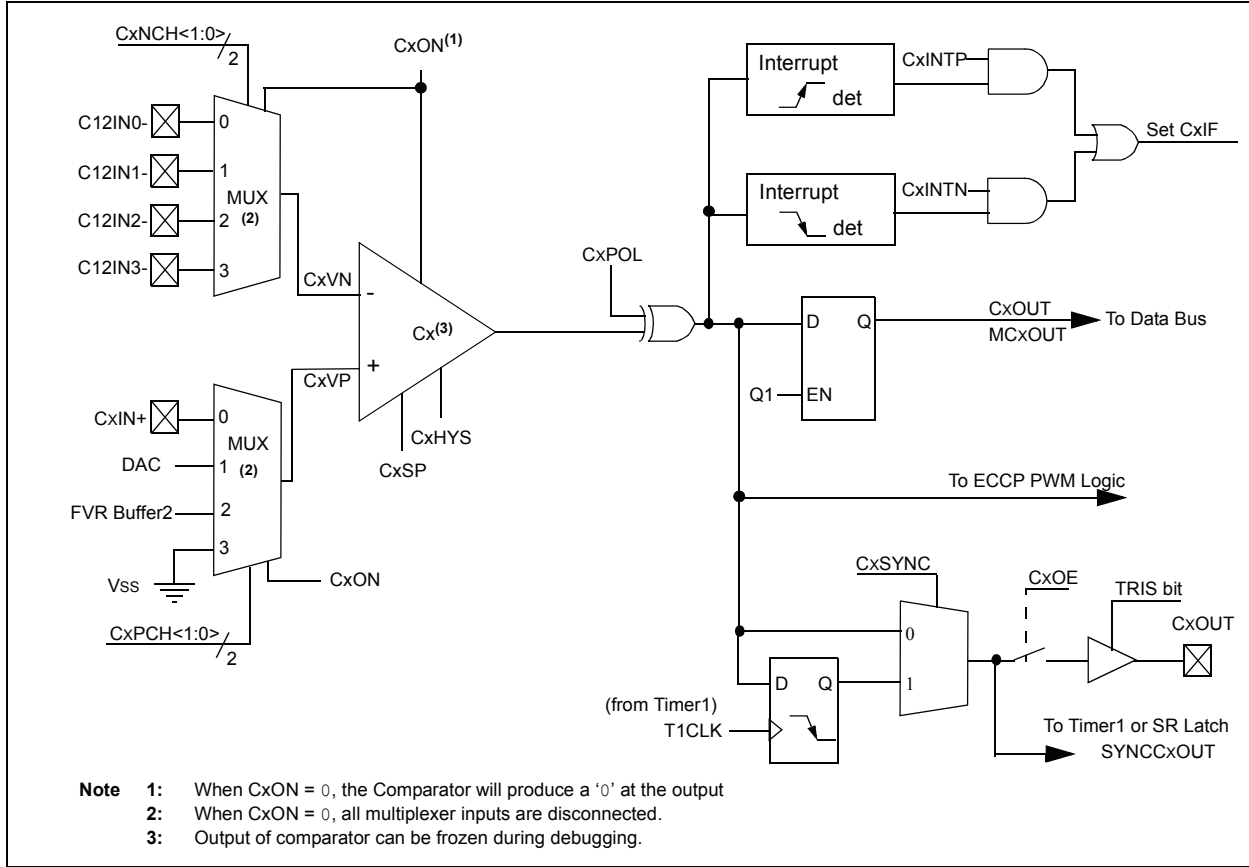 CxNCH<1:0>
2
CxON(1)
C12IN0-
C12IN1-
C12IN2-
C12IN3-
0
1
2
3
MUX
(2)
CxVN
-
Cx(3)
+
CxVP
CxHYS
CxSP
CxIN+
DAC
FVR Buffer2
Vss
0
1
2
3
MUX
(2)
CxON
CxPCH<1:0>
2
CxPOL
Interrupt
det
CxINTP
Interrupt
det
CxINTN
Set CxIF
D
Q
Q1
EN
CxOUT
MCxOUT
To Data Bus
To ECCP PWM Logic
CxSYNC
0
1
D
Q
(from Timer1)
T1CLK
CxOE
TRIS bit
CxOUT
To Timer1 or SR Latch
SYNCCxOUT
Note 1: When CxON = 0, the Comparator will produce a ‘0’ at the output
2: When CxON = 0, all multiplexer inputs are disconnected.
3: Output of comparator can be frozen during debugging.